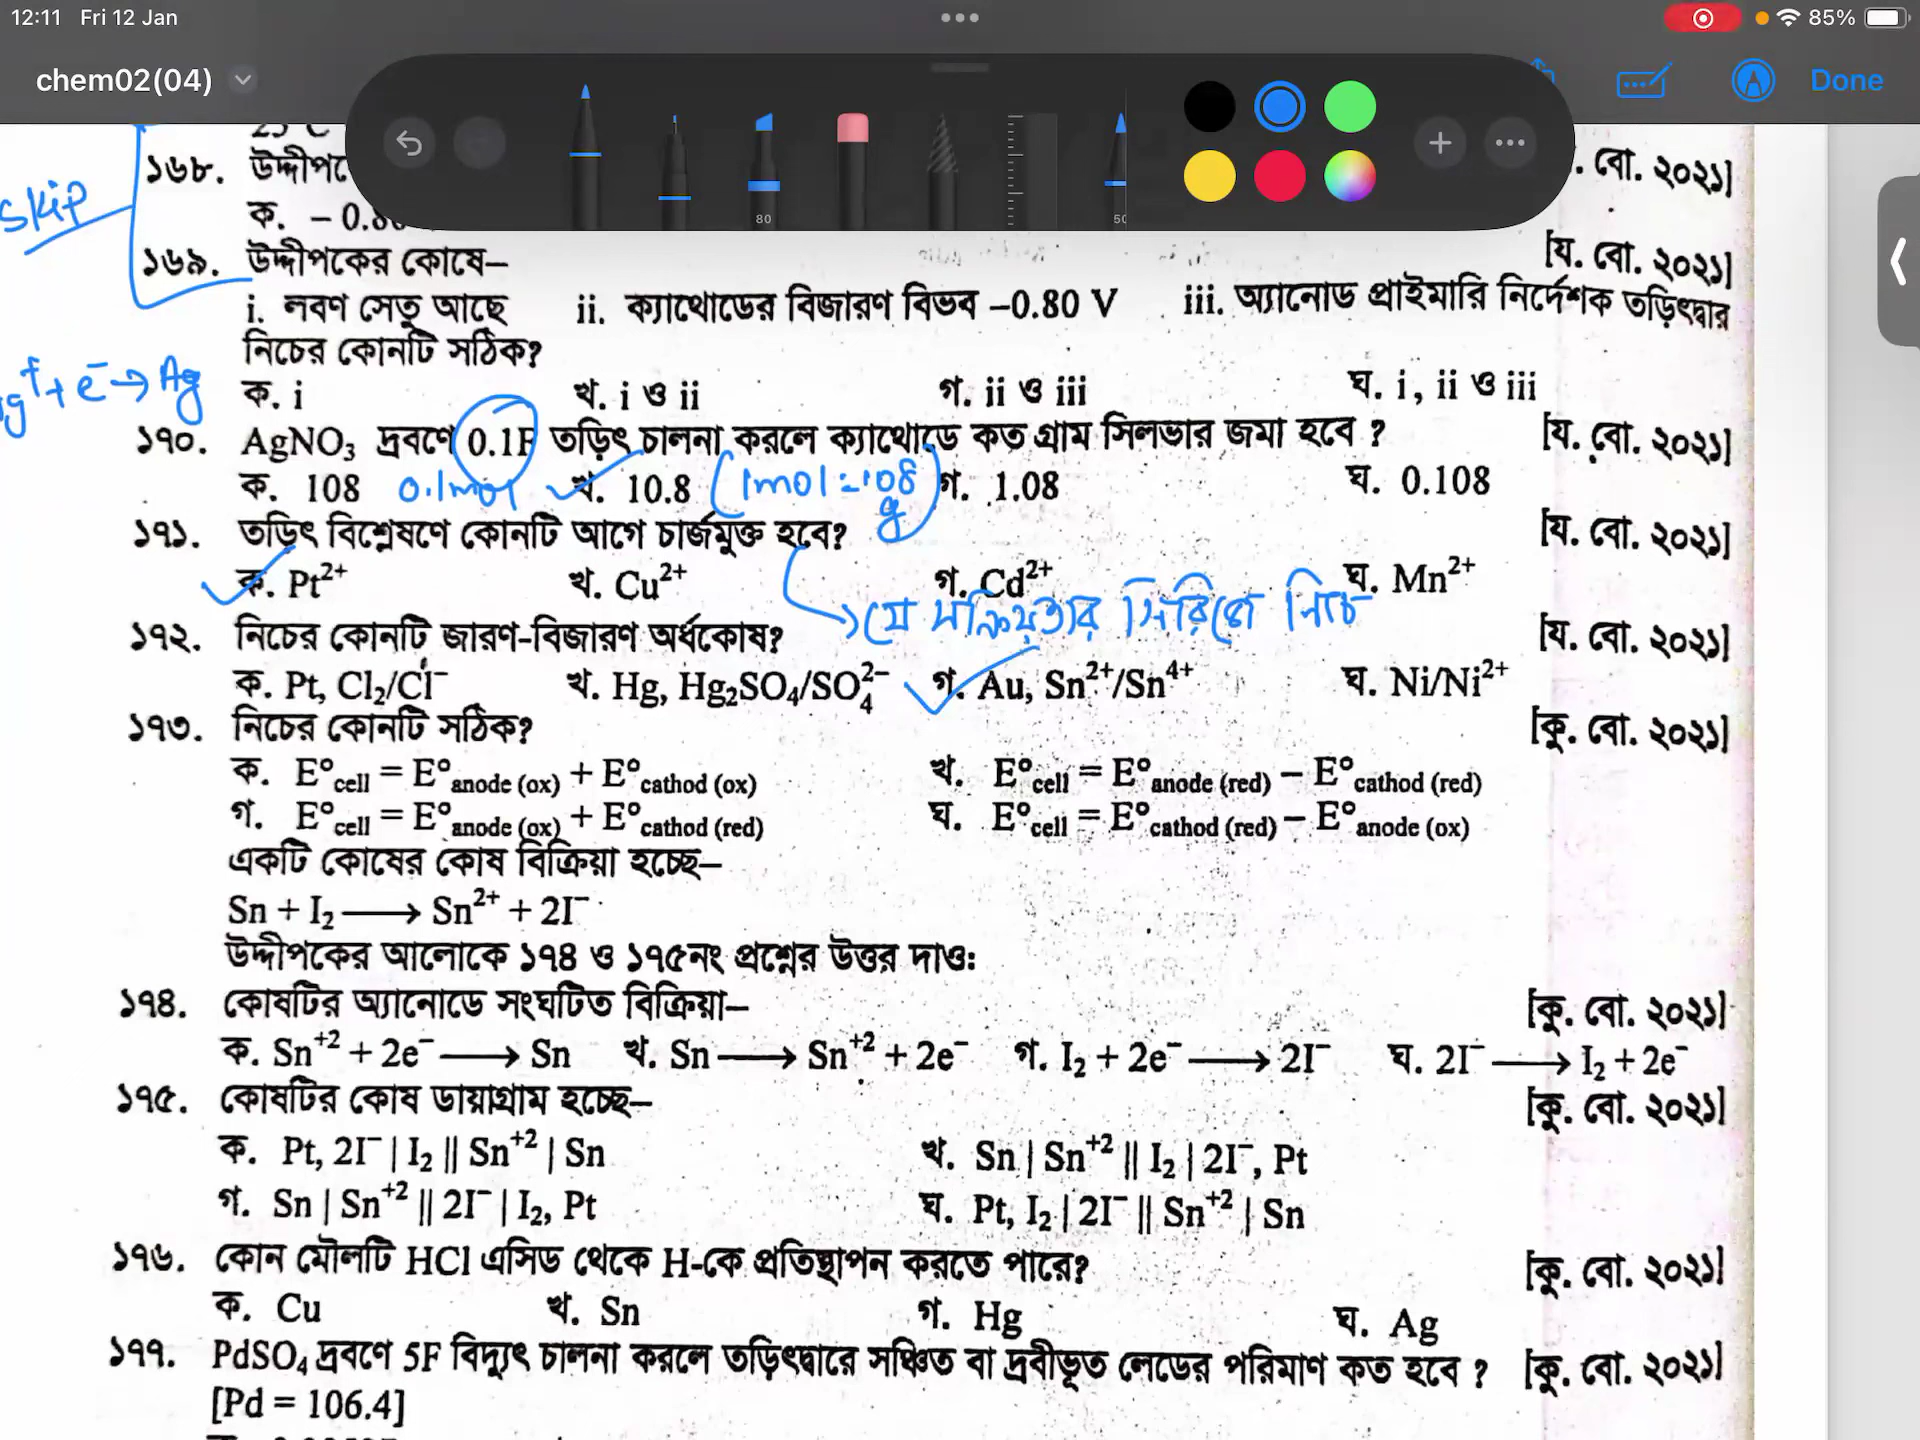 12:11 Fri 12 Jan
85%
chem02(04)
Done
80
50
25°C
skip
১৬৮. উদ্দীপকে
বো. ২০২১]
ক. – 0.80
১৬৯. উদ্দীপকের কোষে–
[য. বো. ২০২১]
i. লবণ সেতু আছে ii. ক্যাথোডের বিজারণ বিভব –0.80 V iii. অ্যানোড প্রাইমারি নির্দেশক তড়িৎদ্বার
নিচের কোনটি সঠিক?
g⁺ + e⁻ → Ag
ক. i খ. i ও ii গ. ii ও iii ঘ. i, ii ও iii
১৭০. AgNO₃ দ্রবণে 0.1F তড়িৎ চালনা করলে ক্যাথোডে কত গ্রাম সিলভার জমা হবে ? [য. বো. ২০২১]
ক. 108 0.1mol খ. 10.8 (1mol = 108 g) গ. 1.08 ঘ. 0.108
১৭১. তড়িৎ বিশ্লেষণে কোনটি আগে চার্জমুক্ত হবে? [য. বো. ২০২১]
ক. Pt²⁺ খ. Cu²⁺ গ. Cd²⁺ ঘ. Mn²⁺
যে সক্রিয়তার সিরিজে নিচে
১৭২. নিচের কোনটি জারণ-বিজারণ অর্ধকোষ? [য. বো. ২০২১]
ক. Pt, Cl₂/Cl⁻ খ. Hg, Hg₂SO₄/SO₄²⁻ গ. Au, Sn²⁺/Sn⁴⁺ ঘ. Ni/Ni²⁺
১৭৩. নিচের কোনটি সঠিক? [কু. বো. ২০২১]
ক. E°cell = E°anode (ox) + E°cathod (ox) খ. E°cell = E°anode (red) – E°cathod (red)
গ. E°cell = E°anode (ox) + E°cathod (red) ঘ. E°cell = E°cathod (red) – E°anode (ox)
একটি কোষের কোষ বিক্রিয়া হচ্ছে–
Sn + I₂ ⟶ Sn²⁺ + 2I⁻
উদ্দীপকের আলোকে ১৭৪ ও ১৭৫নং প্রশ্নের উত্তর দাও:
১৭৪. কোষটির অ্যানোডে সংঘটিত বিক্রিয়া– [কু. বো. ২০২১]
ক. Sn⁺² + 2e⁻ ⟶ Sn খ. Sn ⟶ Sn⁺² + 2e⁻ গ. I₂ + 2e⁻ ⟶ 2I⁻ ঘ. 2I⁻ ⟶ I₂ + 2e⁻
১৭৫. কোষটির কোষ ডায়াগ্রাম হচ্ছে– [কু. বো. ২০২১]
ক. Pt, 2I⁻ | I₂ || Sn⁺² | Sn খ. Sn | Sn⁺² || I₂ | 2I⁻, Pt
গ. Sn | Sn⁺² || 2I⁻ | I₂, Pt ঘ. Pt, I₂ | 2I⁻ || Sn⁺² | Sn
১৭৬. কোন মৌলটি HCl এসিড থেকে H-কে প্রতিস্থাপন করতে পারে? [কু. বো. ২০২১]
ক. Cu খ. Sn গ. Hg ঘ. Ag
১৭৭. PdSO₄ দ্রবণে 5F বিদ্যুৎ চালনা করলে তড়িৎদ্বারে সঞ্চিত বা দ্রবীভূত লেডের পরিমাণ কত হবে ? [কু. বো. ২০২১]
[Pd = 106.4]